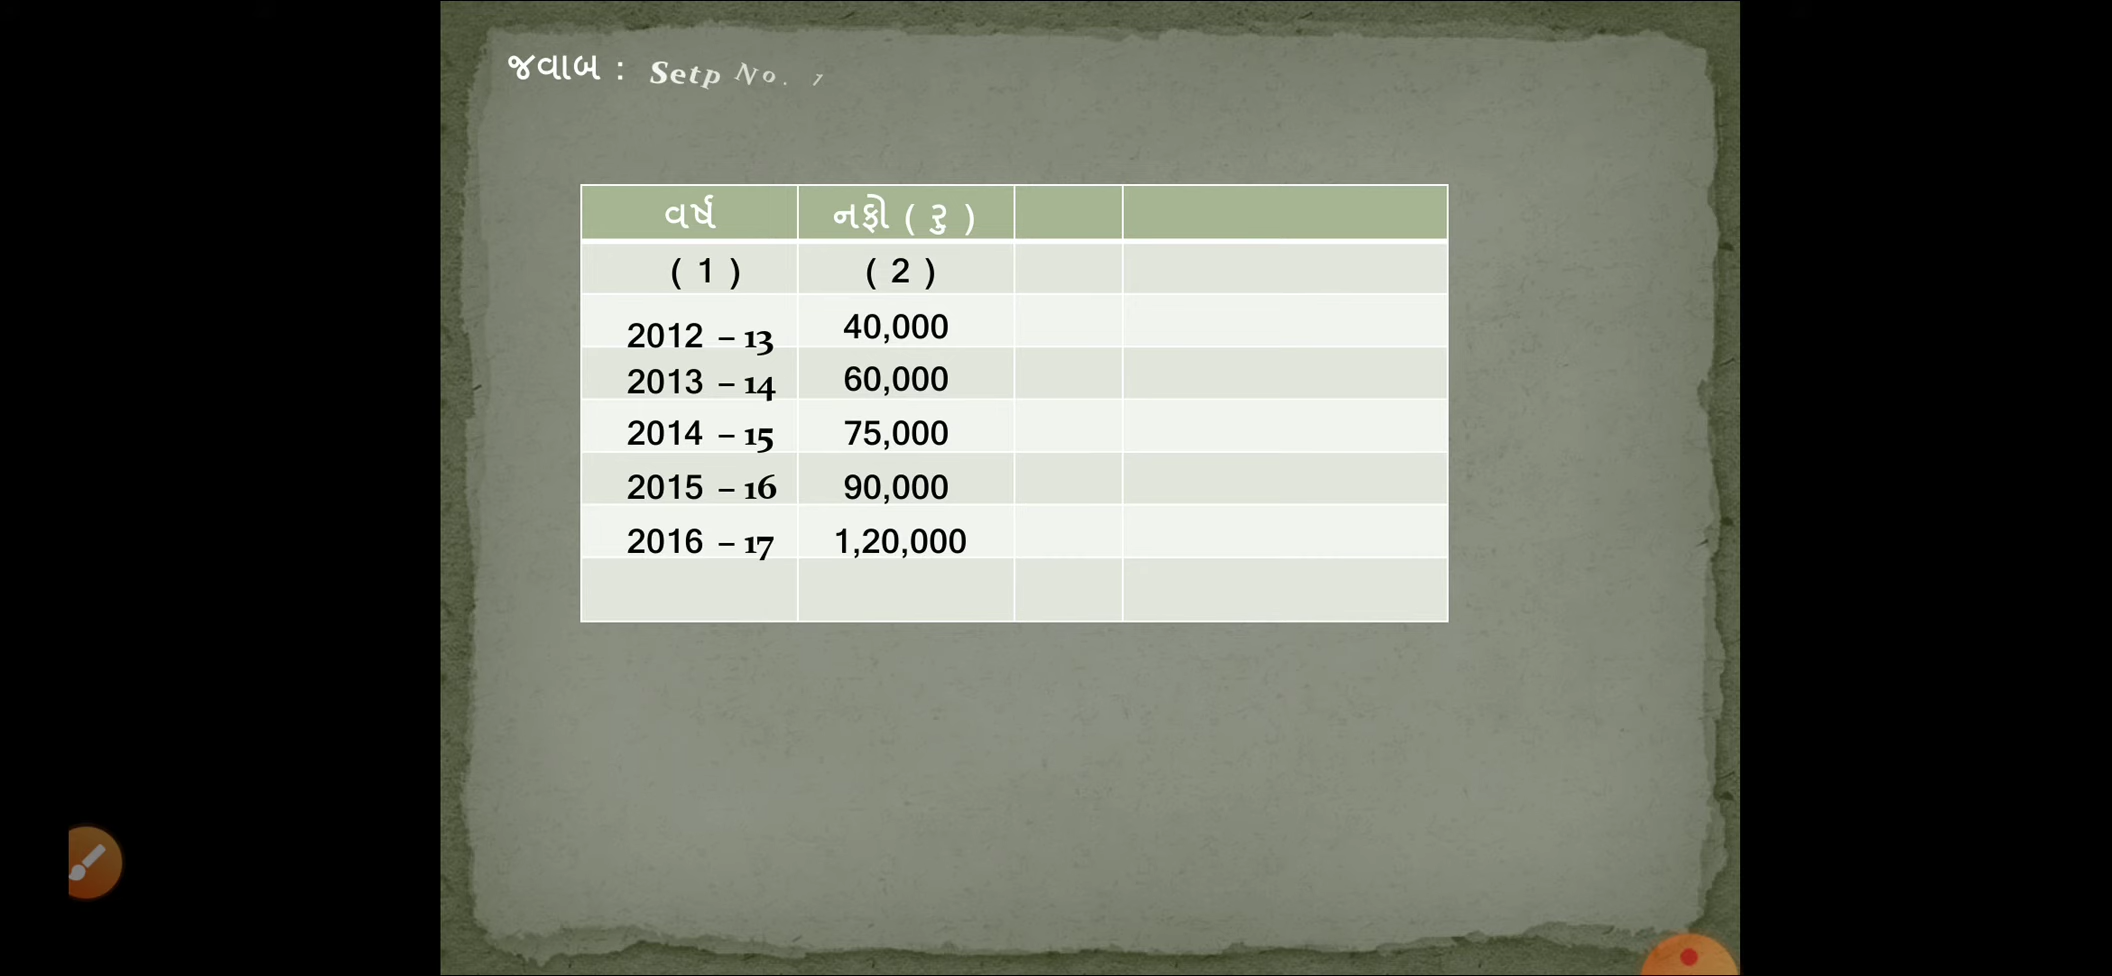 જવાબ : Setp No. 1
વર્ષ નફો ( રુ )
( 1 ) ( 2 )
2012 – 13 40,000
2013 – 14 60,000
2014 – 15 75,000
2015 – 16 90,000
2016 – 17 1,20,000